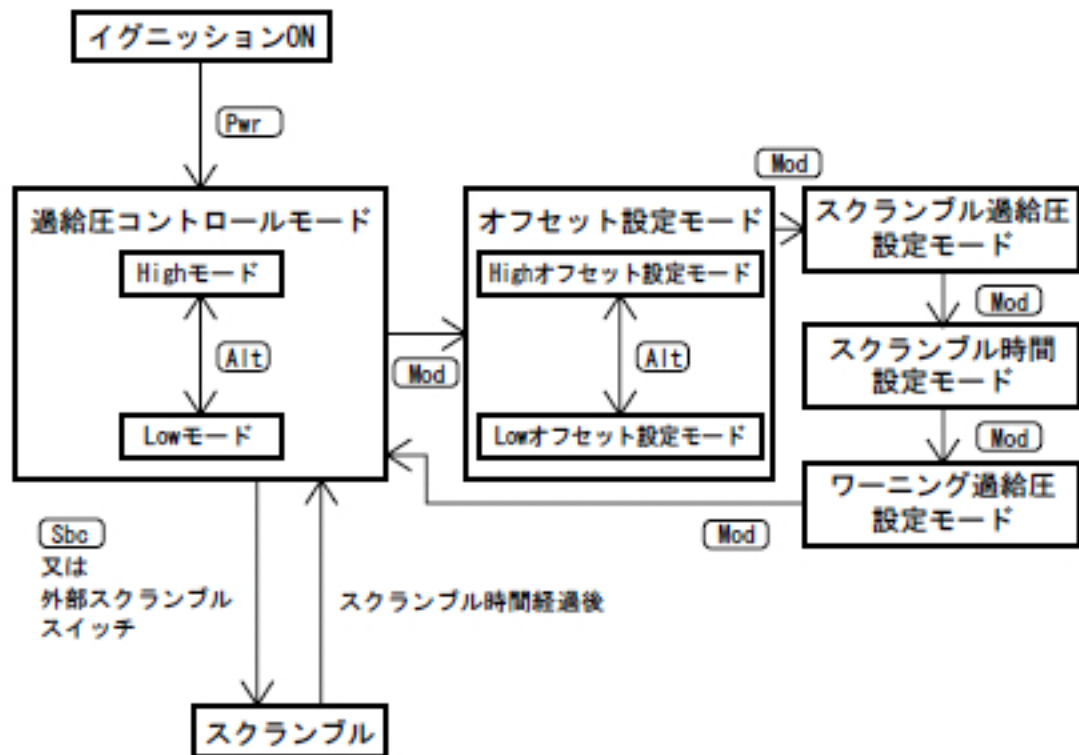 イグニッションON
Pwr
過給圧コントロールモード
Highモード
Alt
Lowモード
Mod
オフセット設定モード
Highオフセット設定モード
Alt
Lowオフセット設定モード
Mod
スクランブル過給圧
設定モード
Mod
スクランブル時間
設定モード
Mod
ワーニング過給圧
設定モード
Mod
Sbc
又は
外部スクランブル
スイッチ
スクランブル時間経過後
スクランブル